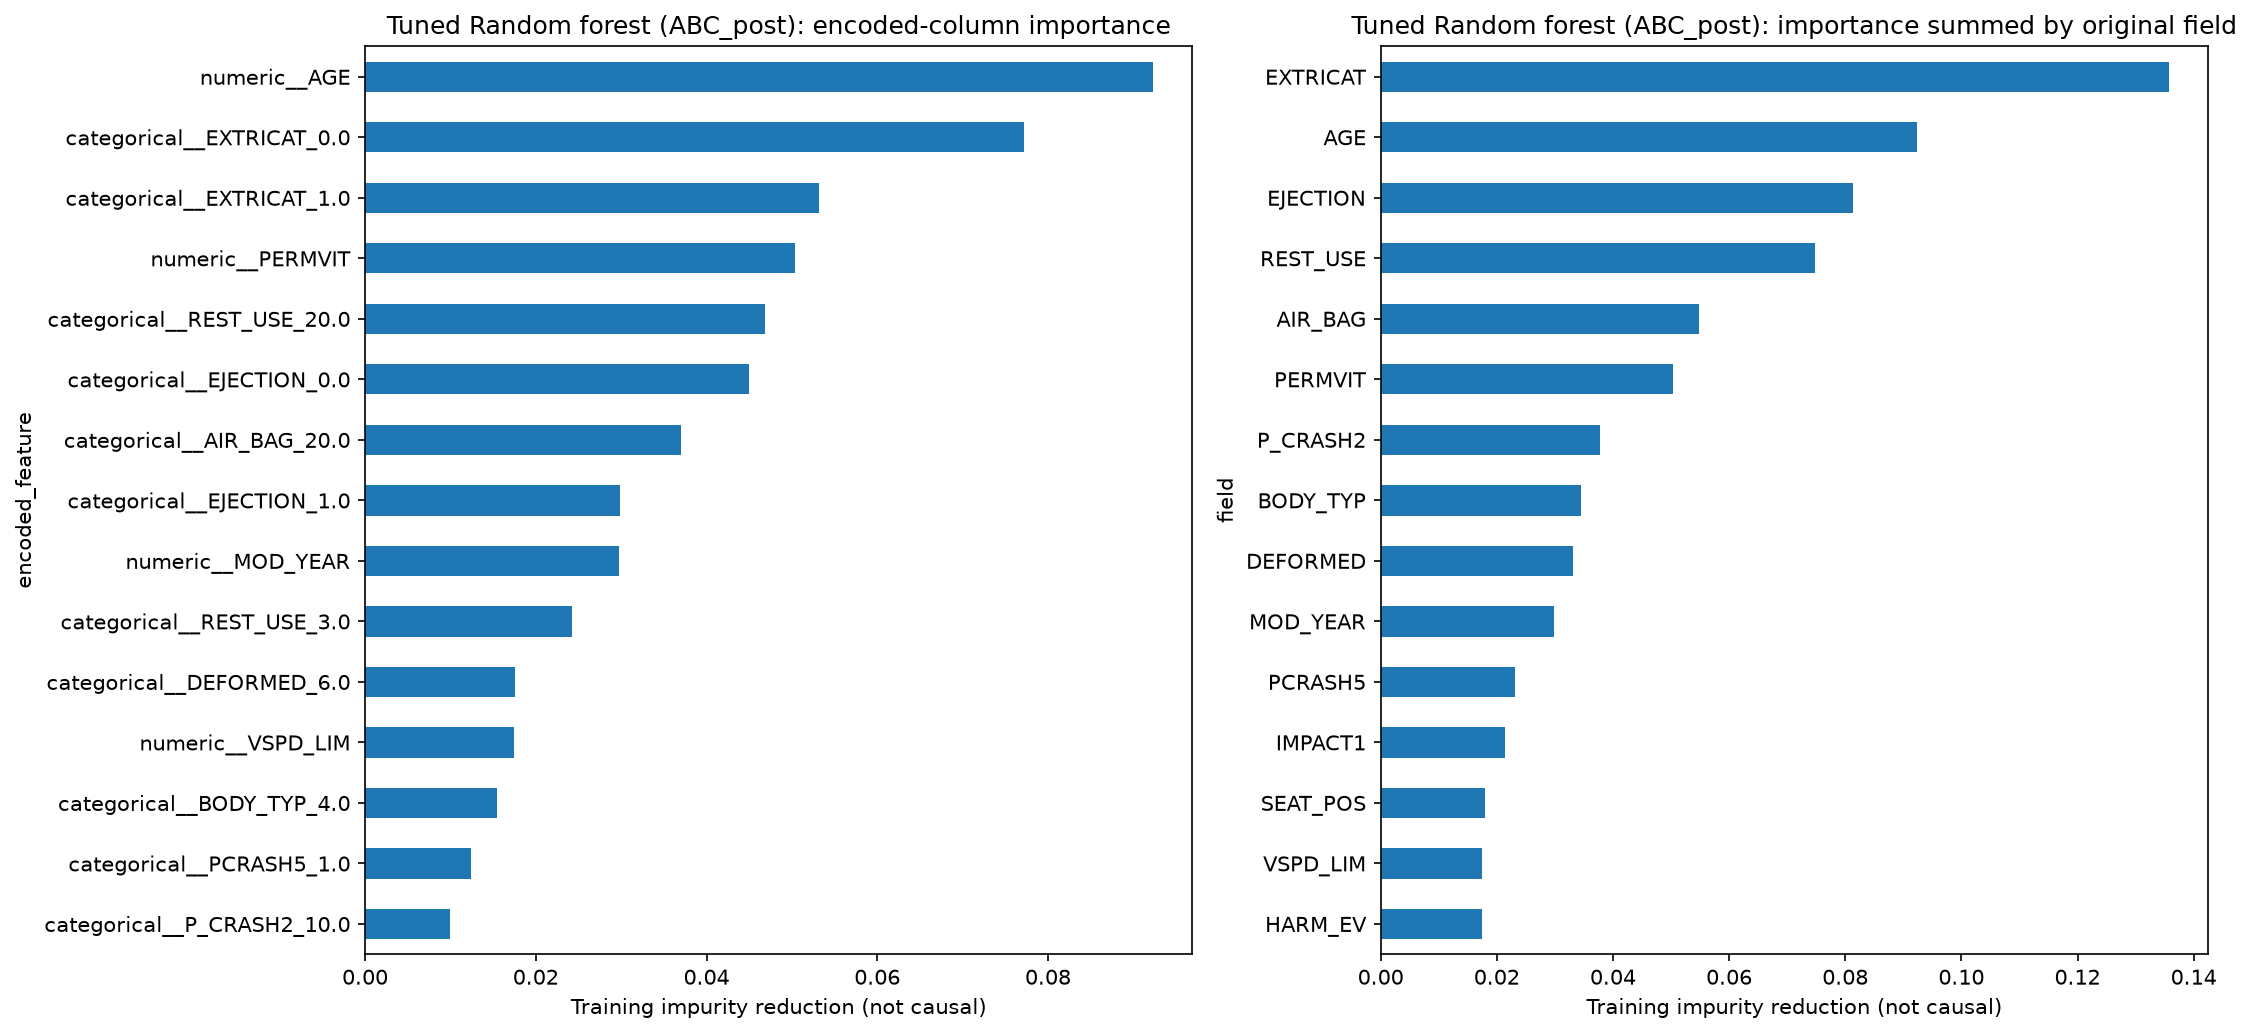 Tuned Random forest (ABC_post): encoded-column importance
encoded_feature
numeric__AGE
categorical__EXTRICAT_0.0
categorical__EXTRICAT_1.0
numeric__PERMVIT
categorical__REST_USE_20.0
categorical__EJECTION_0.0
categorical__AIR_BAG_20.0
categorical__EJECTION_1.0
numeric__MOD_YEAR
categorical__REST_USE_3.0
categorical__DEFORMED_6.0
numeric__VSPD_LIM
categorical__BODY_TYP_4.0
categorical__PCRASH5_1.0
categorical__P_CRASH2_10.0
0.00 0.02 0.04 0.06 0.08
Training impurity reduction (not causal)
Tuned Random forest (ABC_post): importance summed by original field
field
EXTRICAT
AGE
EJECTION
REST_USE
AIR_BAG
PERMVIT
P_CRASH2
BODY_TYP
DEFORMED
MOD_YEAR
PCRASH5
IMPACT1
SEAT_POS
VSPD_LIM
HARM_EV
0.00 0.02 0.04 0.06 0.08 0.10 0.12 0.14
Training impurity reduction (not causal)